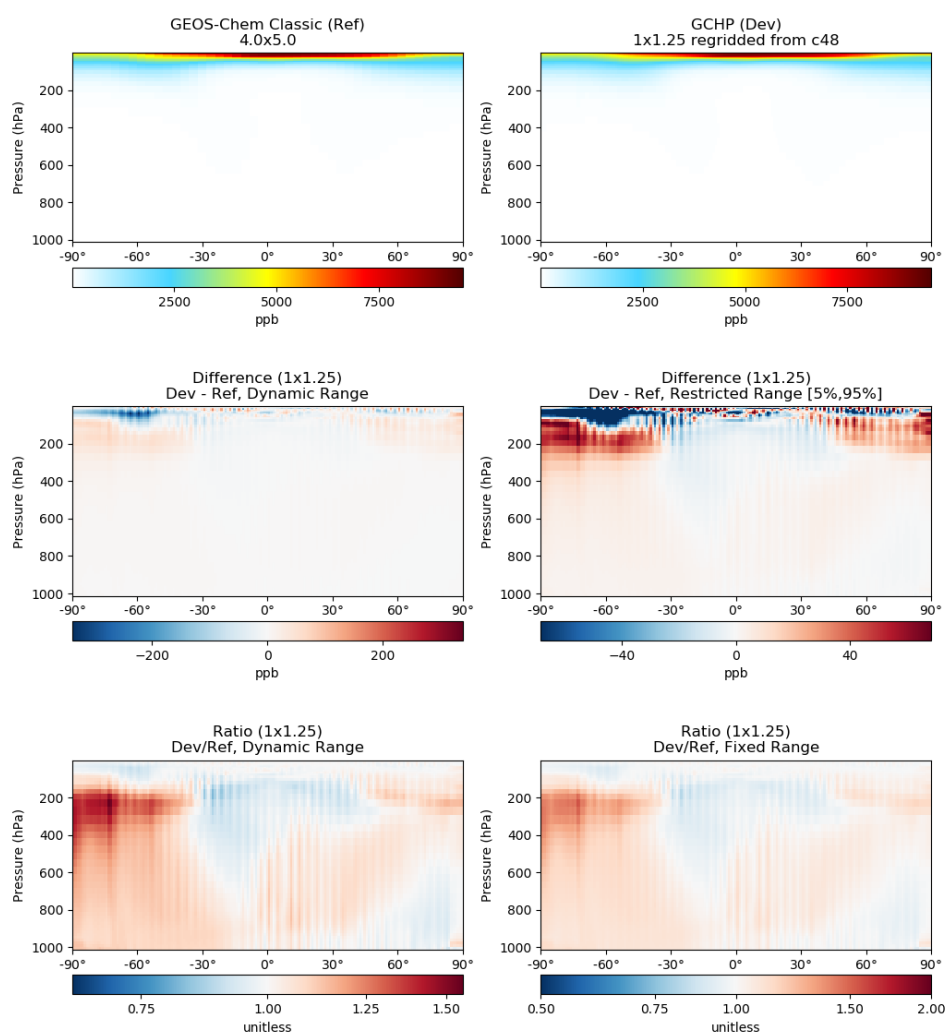 GEOS-Chem Classic (Ref)
4.0x5.0
Pressure (hPa)
200
400
600
800
1000
-90° -60° -30° 0° 30° 60° 90°
2500 5000 7500
ppb
GCHP (Dev)
1x1.25 regridded from c48
Pressure (hPa)
200
400
600
800
1000
-90° -60° -30° 0° 30° 60° 90°
2500 5000 7500
ppb
Difference (1x1.25)
Dev - Ref, Dynamic Range
Pressure (hPa)
200
400
600
800
1000
-90° -60° -30° 0° 30° 60° 90°
−200 0 200
ppb
Difference (1x1.25)
Dev - Ref, Restricted Range [5%,95%]
Pressure (hPa)
200
400
600
800
1000
-90° -60° -30° 0° 30° 60° 90°
−40 0 40
ppb
Ratio (1x1.25)
Dev/Ref, Dynamic Range
Pressure (hPa)
200
400
600
800
1000
-90° -60° -30° 0° 30° 60° 90°
0.75 1.00 1.25 1.50
unitless
Ratio (1x1.25)
Dev/Ref, Fixed Range
Pressure (hPa)
200
400
600
800
1000
-90° -60° -30° 0° 30° 60° 90°
0.50 0.75 1.00 1.50 2.00
unitless